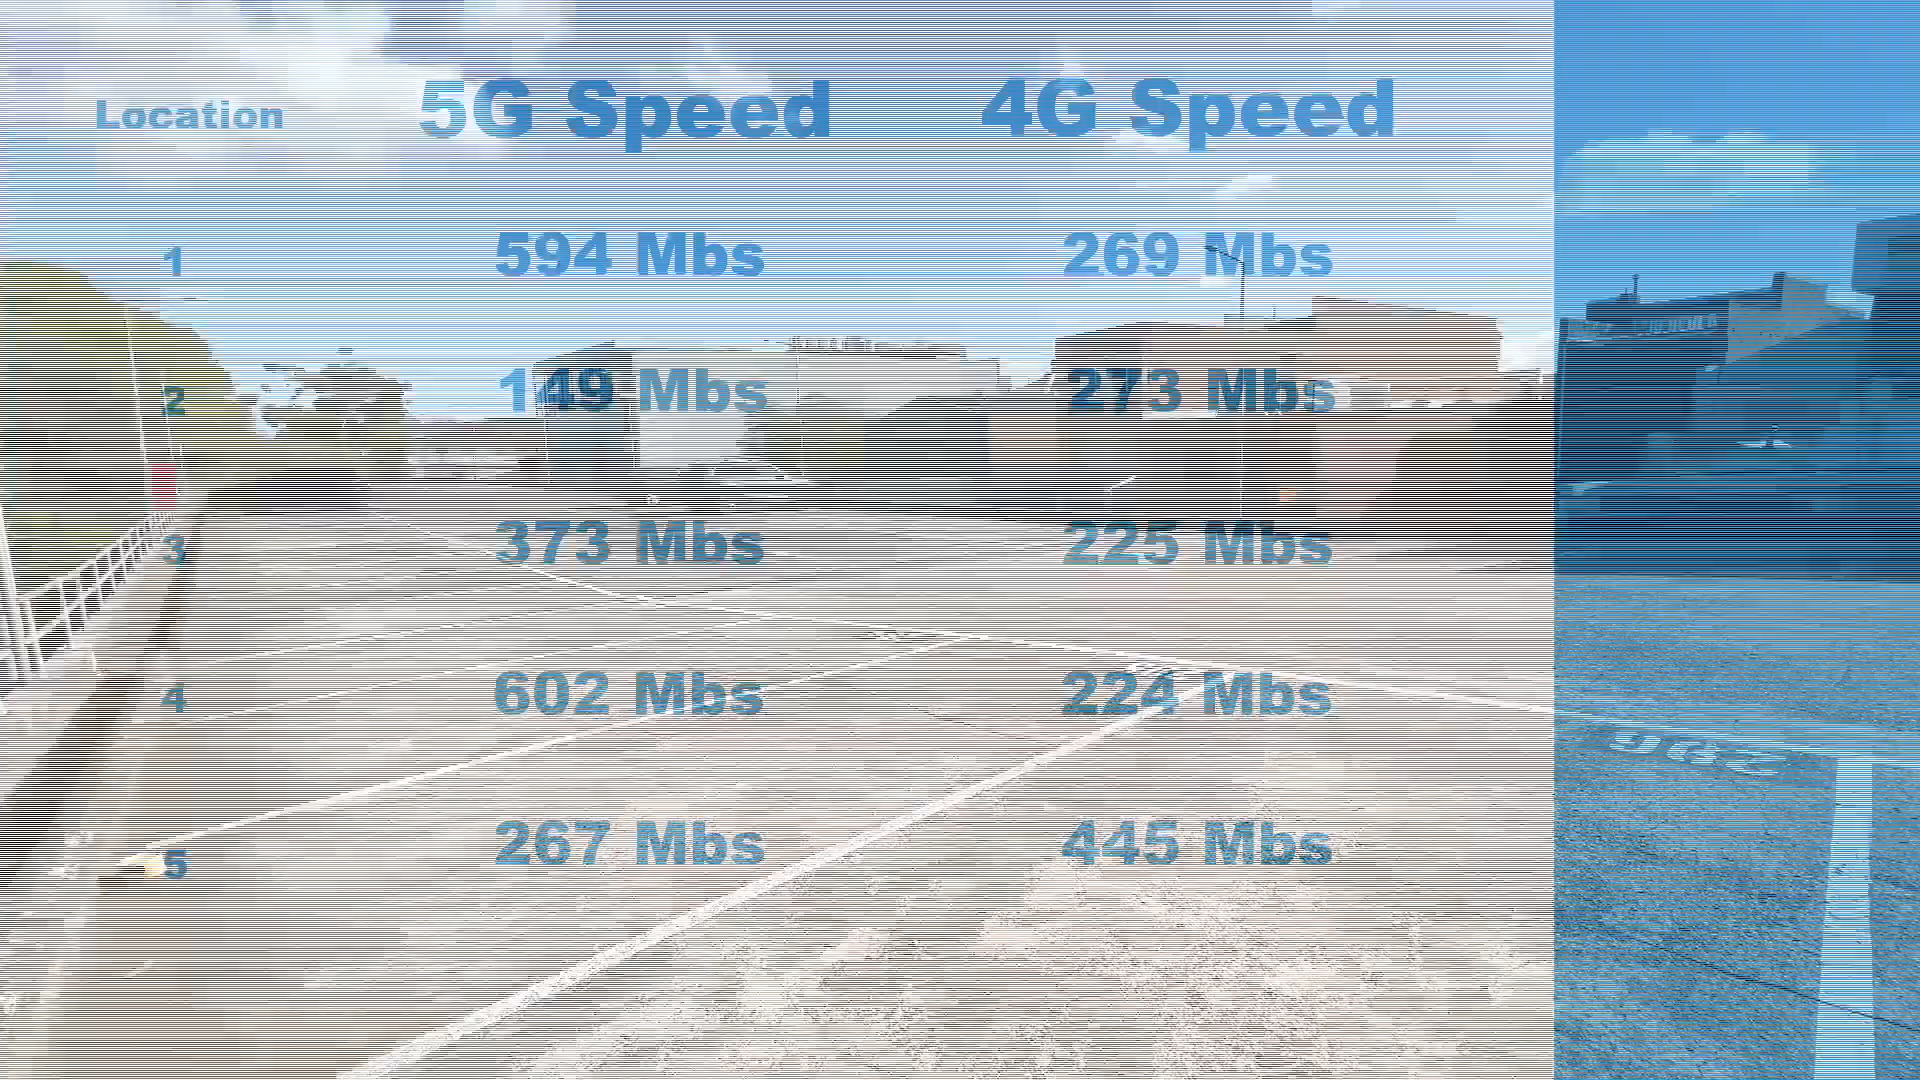 Location 5G Speed 4G Speed
1 594 Mbs 269 Mbs
2 149 Mbs 273 Mbs
3 373 Mbs 225 Mbs
4 602 Mbs 224 Mbs
5 267 Mbs 445 Mbs